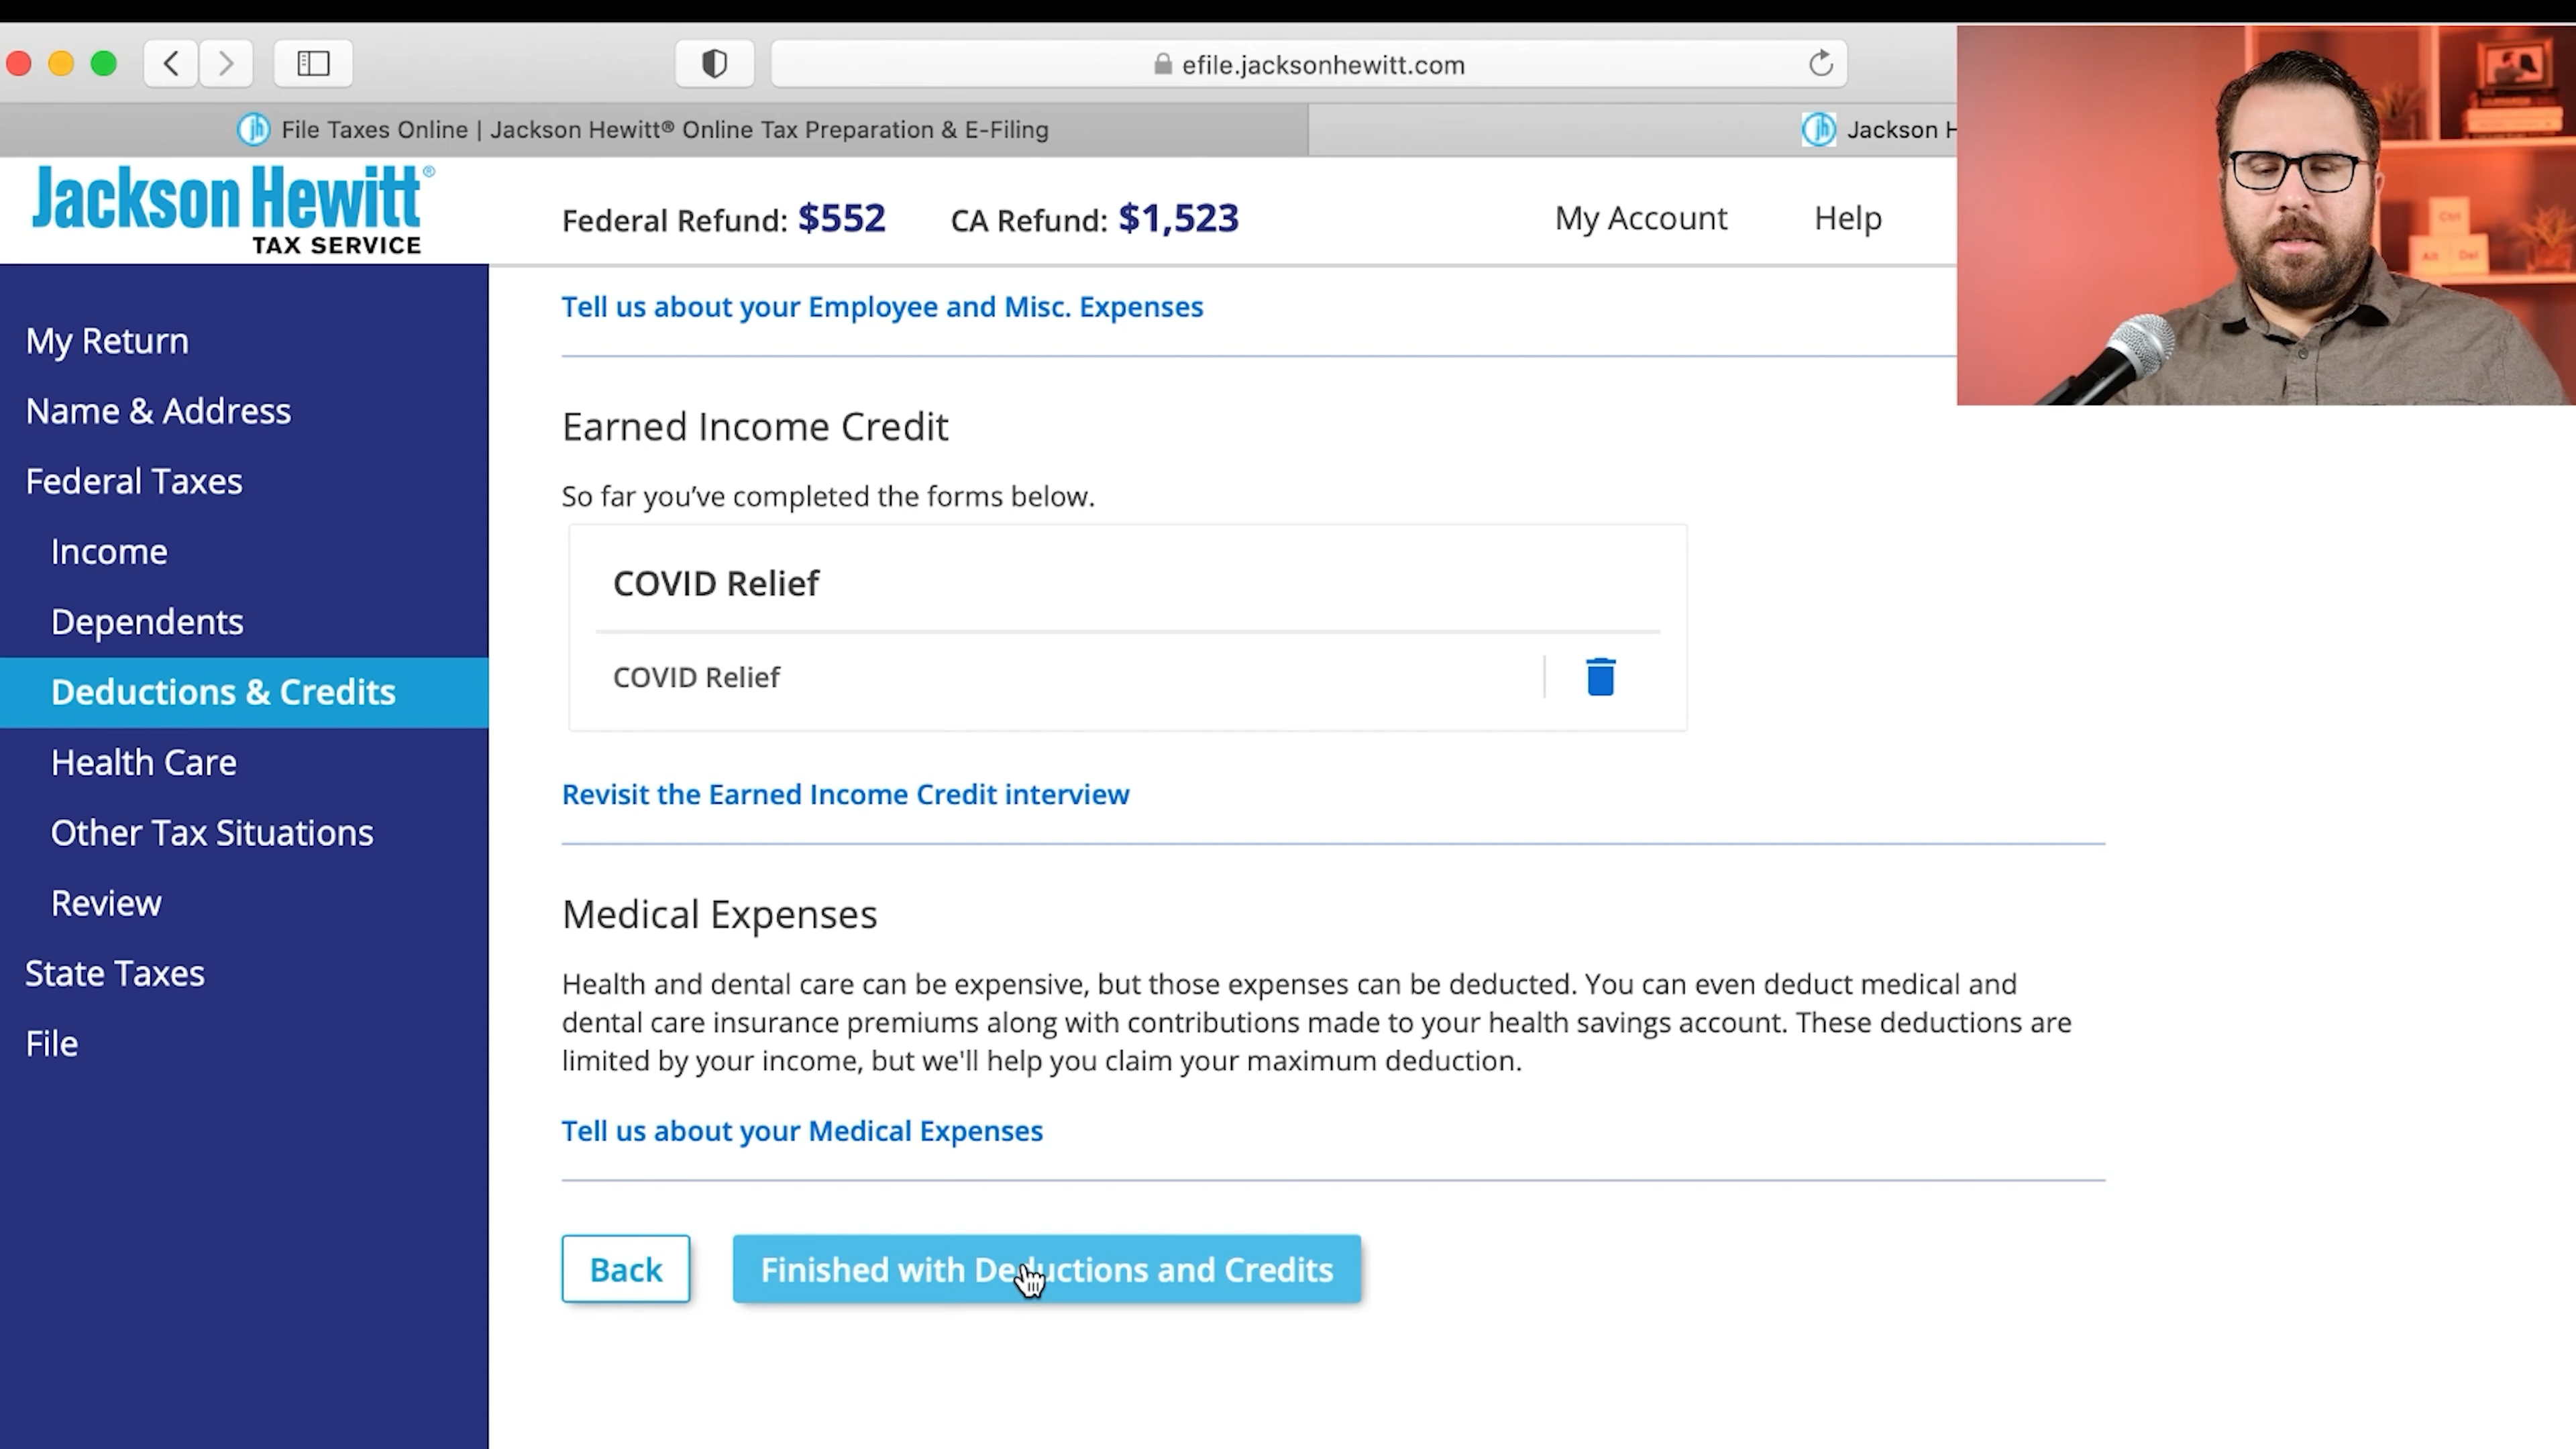 efile.jacksonhewitt.com
File Taxes Online | Jackson Hewitt® Online Tax Preparation & E-Filing
jh
Jackson H
Jackson Hewitt®
TAX SERVICE
Federal Refund: $552
CA Refund: $1,523
My Account
Help
Ctrl
Alt
Del
My Return
Name & Address
Federal Taxes
Income
Dependents
Deductions & Credits
Health Care
Other Tax Situations
Review
State Taxes
File
Tell us about your Employee and Misc. Expenses
Earned Income Credit
So far you've completed the forms below.
COVID Relief
COVID Relief
Revisit the Earned Income Credit interview
Medical Expenses
Health and dental care can be expensive, but those expenses can be deducted. You can even deduct medical and
dental care insurance premiums along with contributions made to your health savings account. These deductions are
limited by your income, but we'll help you claim your maximum deduction.
Tell us about your Medical Expenses
Back
Finished with Deductions and Credits